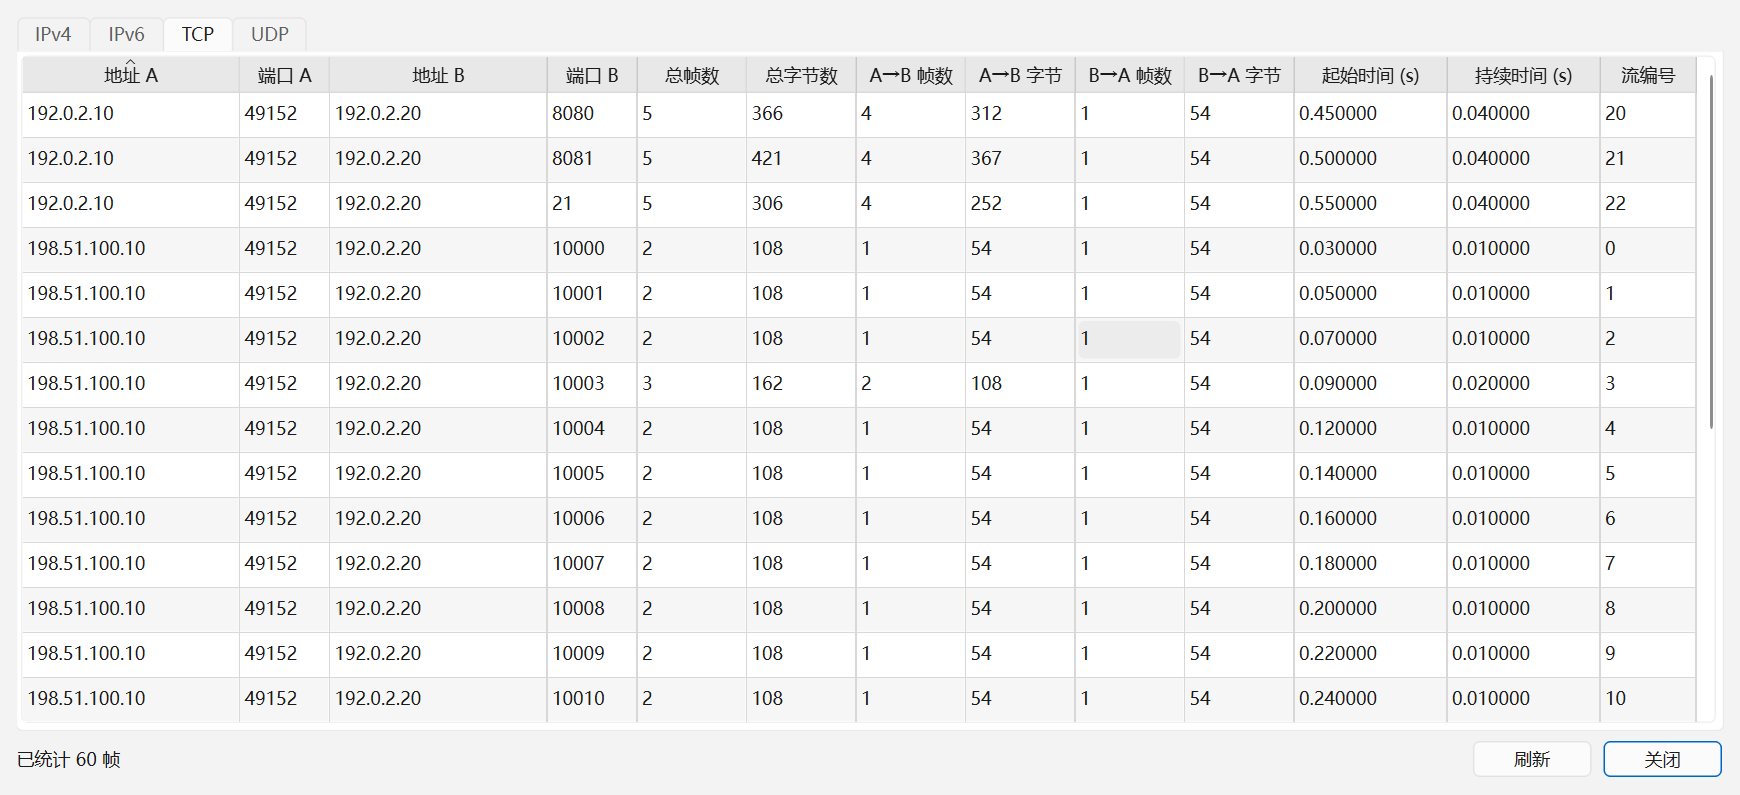 IPv4 IPv6 TCP UDP
地址 A 端口 A 地址 B 端口 B 总帧数 总字节数 A→B 帧数 A→B 字节 B→A 帧数 B→A 字节 起始时间 (s) 持续时间 (s) 流编号
192.0.2.10 49152 192.0.2.20 8080 5 366 4 312 1 54 0.450000 0.040000 20
192.0.2.10 49152 192.0.2.20 8081 5 421 4 367 1 54 0.500000 0.040000 21
192.0.2.10 49152 192.0.2.20 21 5 306 4 252 1 54 0.550000 0.040000 22
198.51.100.10 49152 192.0.2.20 10000 2 108 1 54 1 54 0.030000 0.010000 0
198.51.100.10 49152 192.0.2.20 10001 2 108 1 54 1 54 0.050000 0.010000 1
198.51.100.10 49152 192.0.2.20 10002 2 108 1 54 1 54 0.070000 0.010000 2
198.51.100.10 49152 192.0.2.20 10003 3 162 2 108 1 54 0.090000 0.020000 3
198.51.100.10 49152 192.0.2.20 10004 2 108 1 54 1 54 0.120000 0.010000 4
198.51.100.10 49152 192.0.2.20 10005 2 108 1 54 1 54 0.140000 0.010000 5
198.51.100.10 49152 192.0.2.20 10006 2 108 1 54 1 54 0.160000 0.010000 6
198.51.100.10 49152 192.0.2.20 10007 2 108 1 54 1 54 0.180000 0.010000 7
198.51.100.10 49152 192.0.2.20 10008 2 108 1 54 1 54 0.200000 0.010000 8
198.51.100.10 49152 192.0.2.20 10009 2 108 1 54 1 54 0.220000 0.010000 9
198.51.100.10 49152 192.0.2.20 10010 2 108 1 54 1 54 0.240000 0.010000 10
已统计 60 帧 刷新 关闭